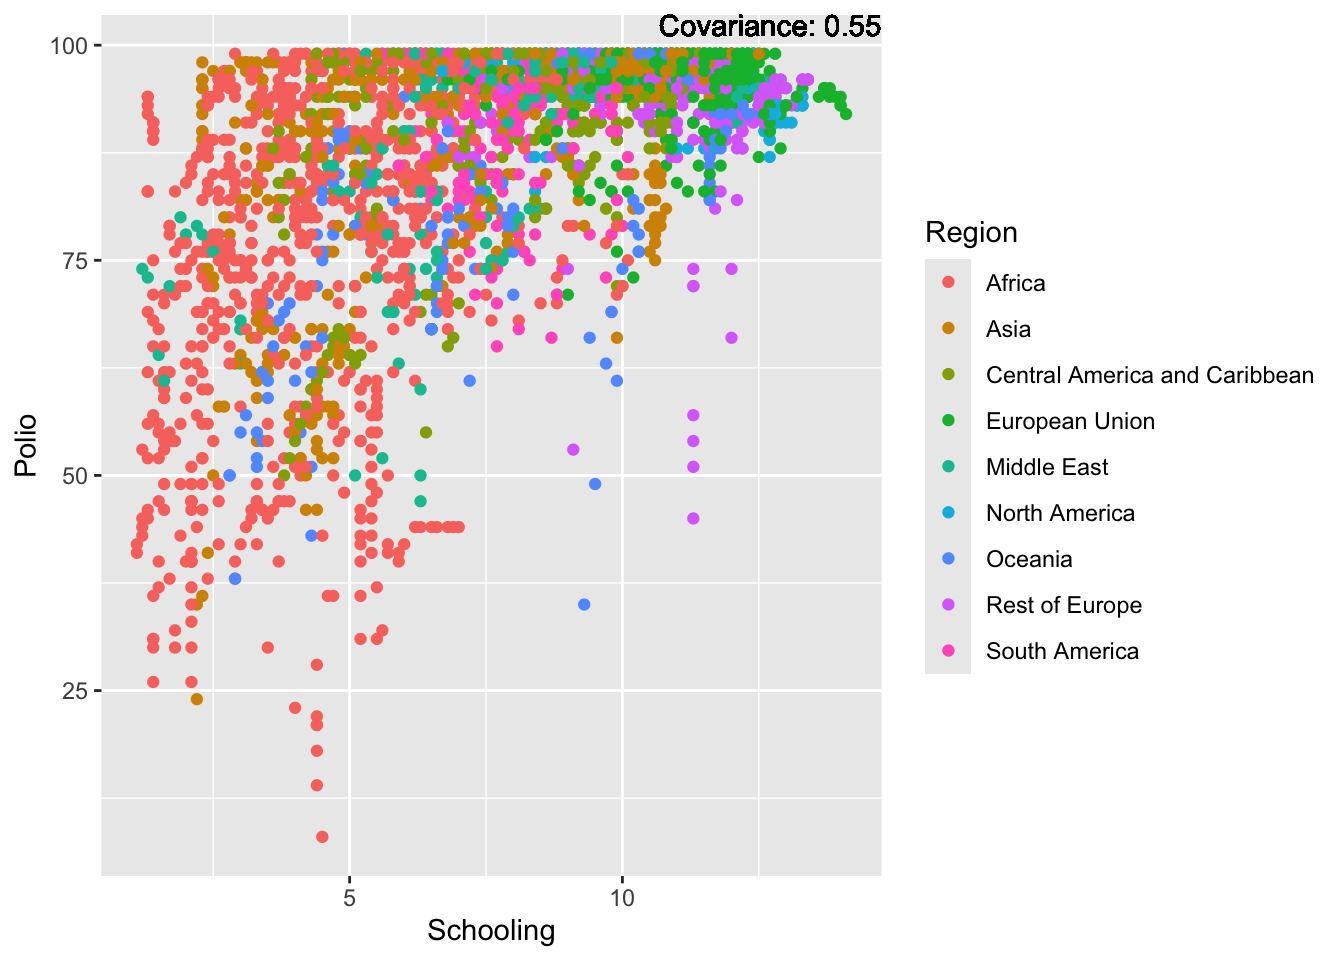 Covariance: 0.55
100
75
50
25
Polio
5
10
Schooling
Region
Africa
Asia
Central America and Caribbean
European Union
Middle East
North America
Oceania
Rest of Europe
South America